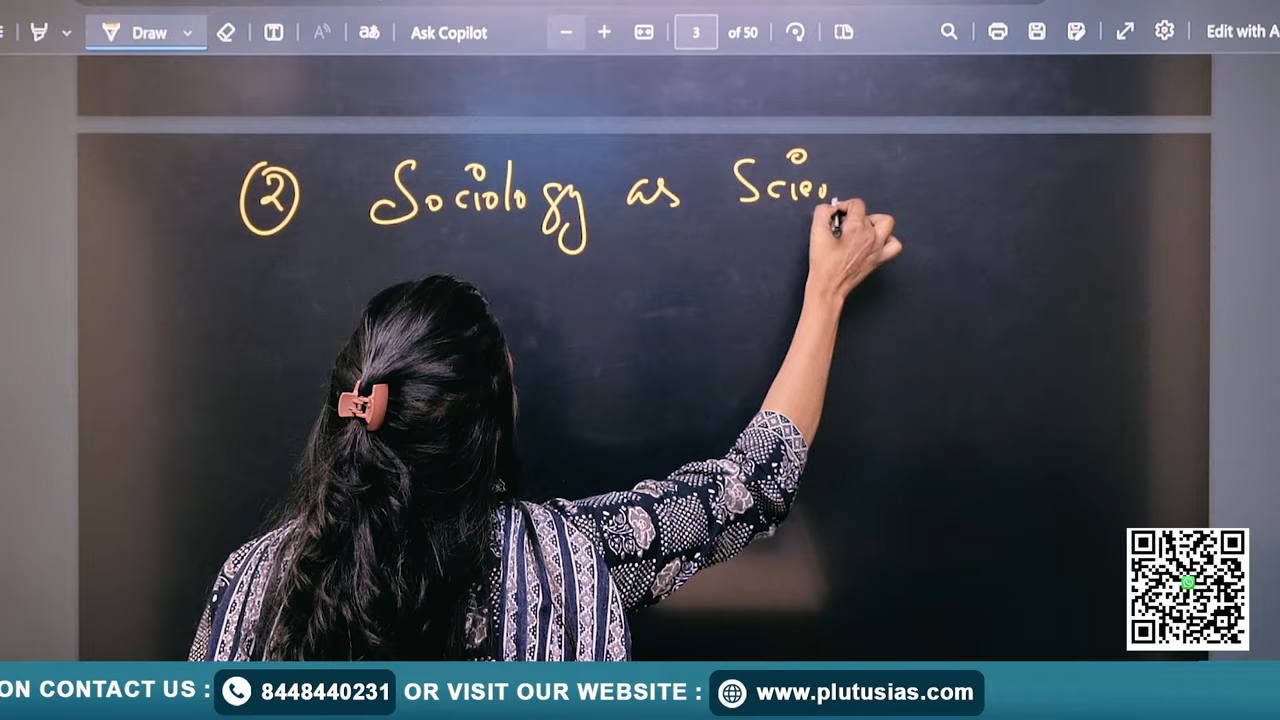 Draw
Ask Copilot
3 of 50
Edit with A
② Sociology as Scien
ON CONTACT US : 8448440231 OR VISIT OUR WEBSITE : www.plutusias.com